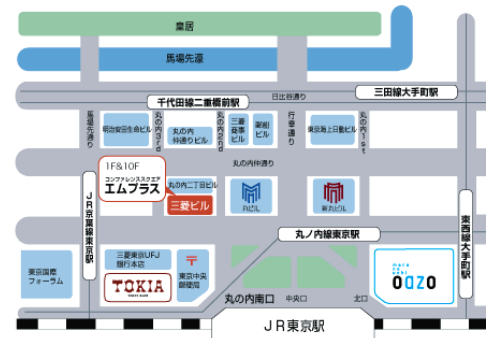 皇居
馬場先濠
日比谷通り
三田線大手町駅
千代田線二重橋前駅
馬場先通り
明治安田生命ビル
丸の内3rd
丸の内
仲通りビル
丸の内2nd
三菱
商事
ビル
郵船
ビル
行幸通り
東京海上日動ビル
丸の内1st
丸の内仲通り
1F&10F
コンファレンススクエア
エムプラス
丸の内二丁目ビル
三菱ビル
丸ビル
新丸ビル
JR京葉線東京駅
丸ノ内線東京駅
東西線大手町駅
東京国際
フォーラム
三菱東京UFJ
銀行本店
TOKIA
東京中央
郵便局
〒
丸の内南口
中央口
北口
oazo
JR東京駅